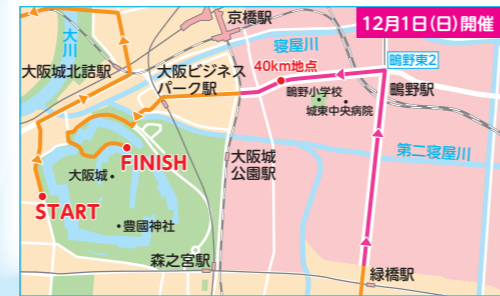 12月1日(日)開催
京橋駅
大川
寝屋川
鴫野東2
大阪城北詰駅
大阪ビジネス
パーク駅
40km地点
鴫野小学校
鴫野駅
城東中央病院
FINISH
大阪城
大阪城
公園駅
第二寝屋川
START
豊國神社
森之宮駅
緑橋駅